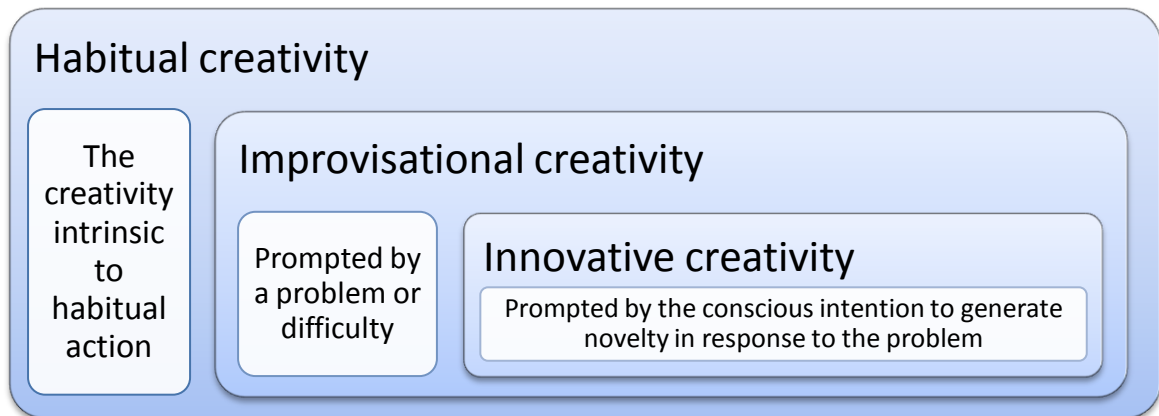 Habitual creativity
The
creativity
intrinsic
to
habitual
action
Improvisational creativity
Prompted by
a problem or
difficulty
Innovative creativity
Prompted by the conscious intention to generate
novelty in response to the problem